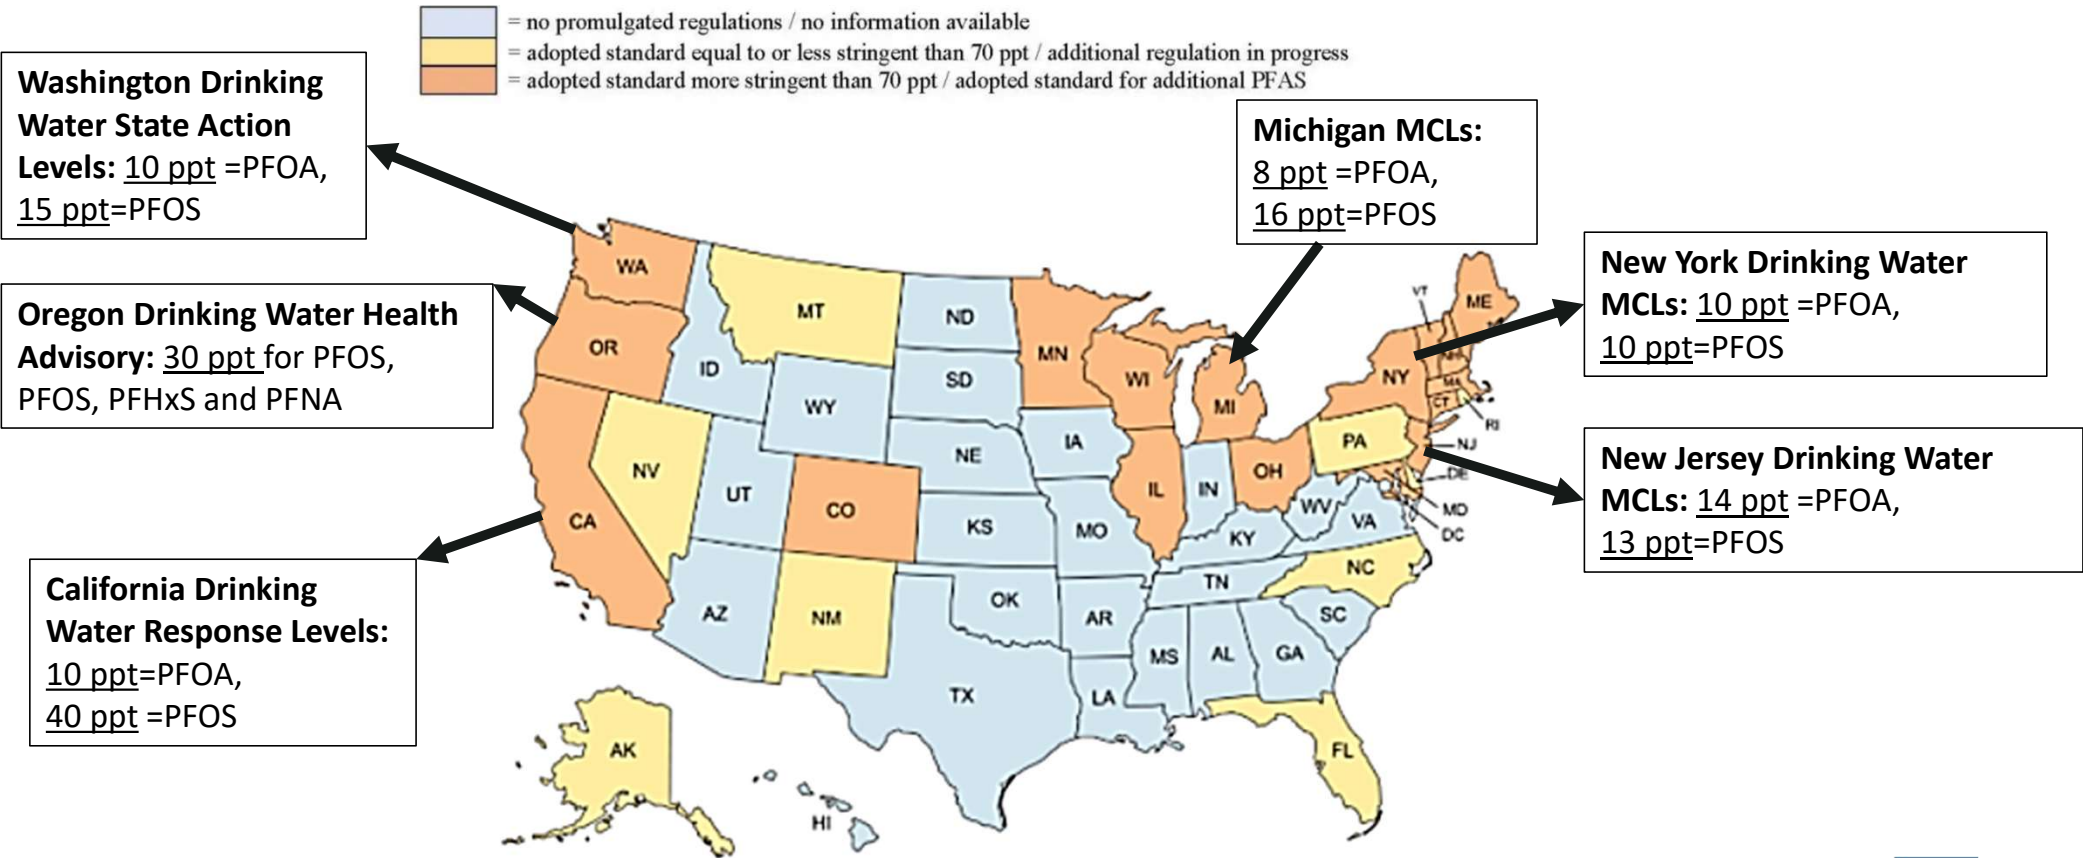 = no promulgated regulations / no information available
= adopted standard equal to or less stringent than 70 ppt / additional regulation in progress
= adopted standard more stringent than 70 ppt / adopted standard for additional PFAS
Washington Drinking
Water State Action
Levels: 10 ppt =PFOA,
15 ppt=PFOS
Michigan MCLs:
8 ppt =PFOA,
16 ppt=PFOS
Oregon Drinking Water Health
Advisory: 30 ppt for PFOS,
PFOS, PFHxS and PFNA
New York Drinking Water
MCLs: 10 ppt =PFOA,
10 ppt=PFOS
New Jersey Drinking Water
MCLs: 14 ppt =PFOA,
13 ppt=PFOS
California Drinking
Water Response Levels:
10 ppt=PFOA,
40 ppt =PFOS
WA
MT
ND
MN
VT
ME
OR
ID
SD
WI
NH
NY
MA
WY
MI
CT
RI
NV
NE
IA
PA
NJ
UT
CO
IL
IN
OH
DE
CA
KS
MO
WV
VA
MD
KY
DC
AZ
NM
OK
AR
TN
NC
SC
MS
AL
GA
TX
LA
AK
FL
HI